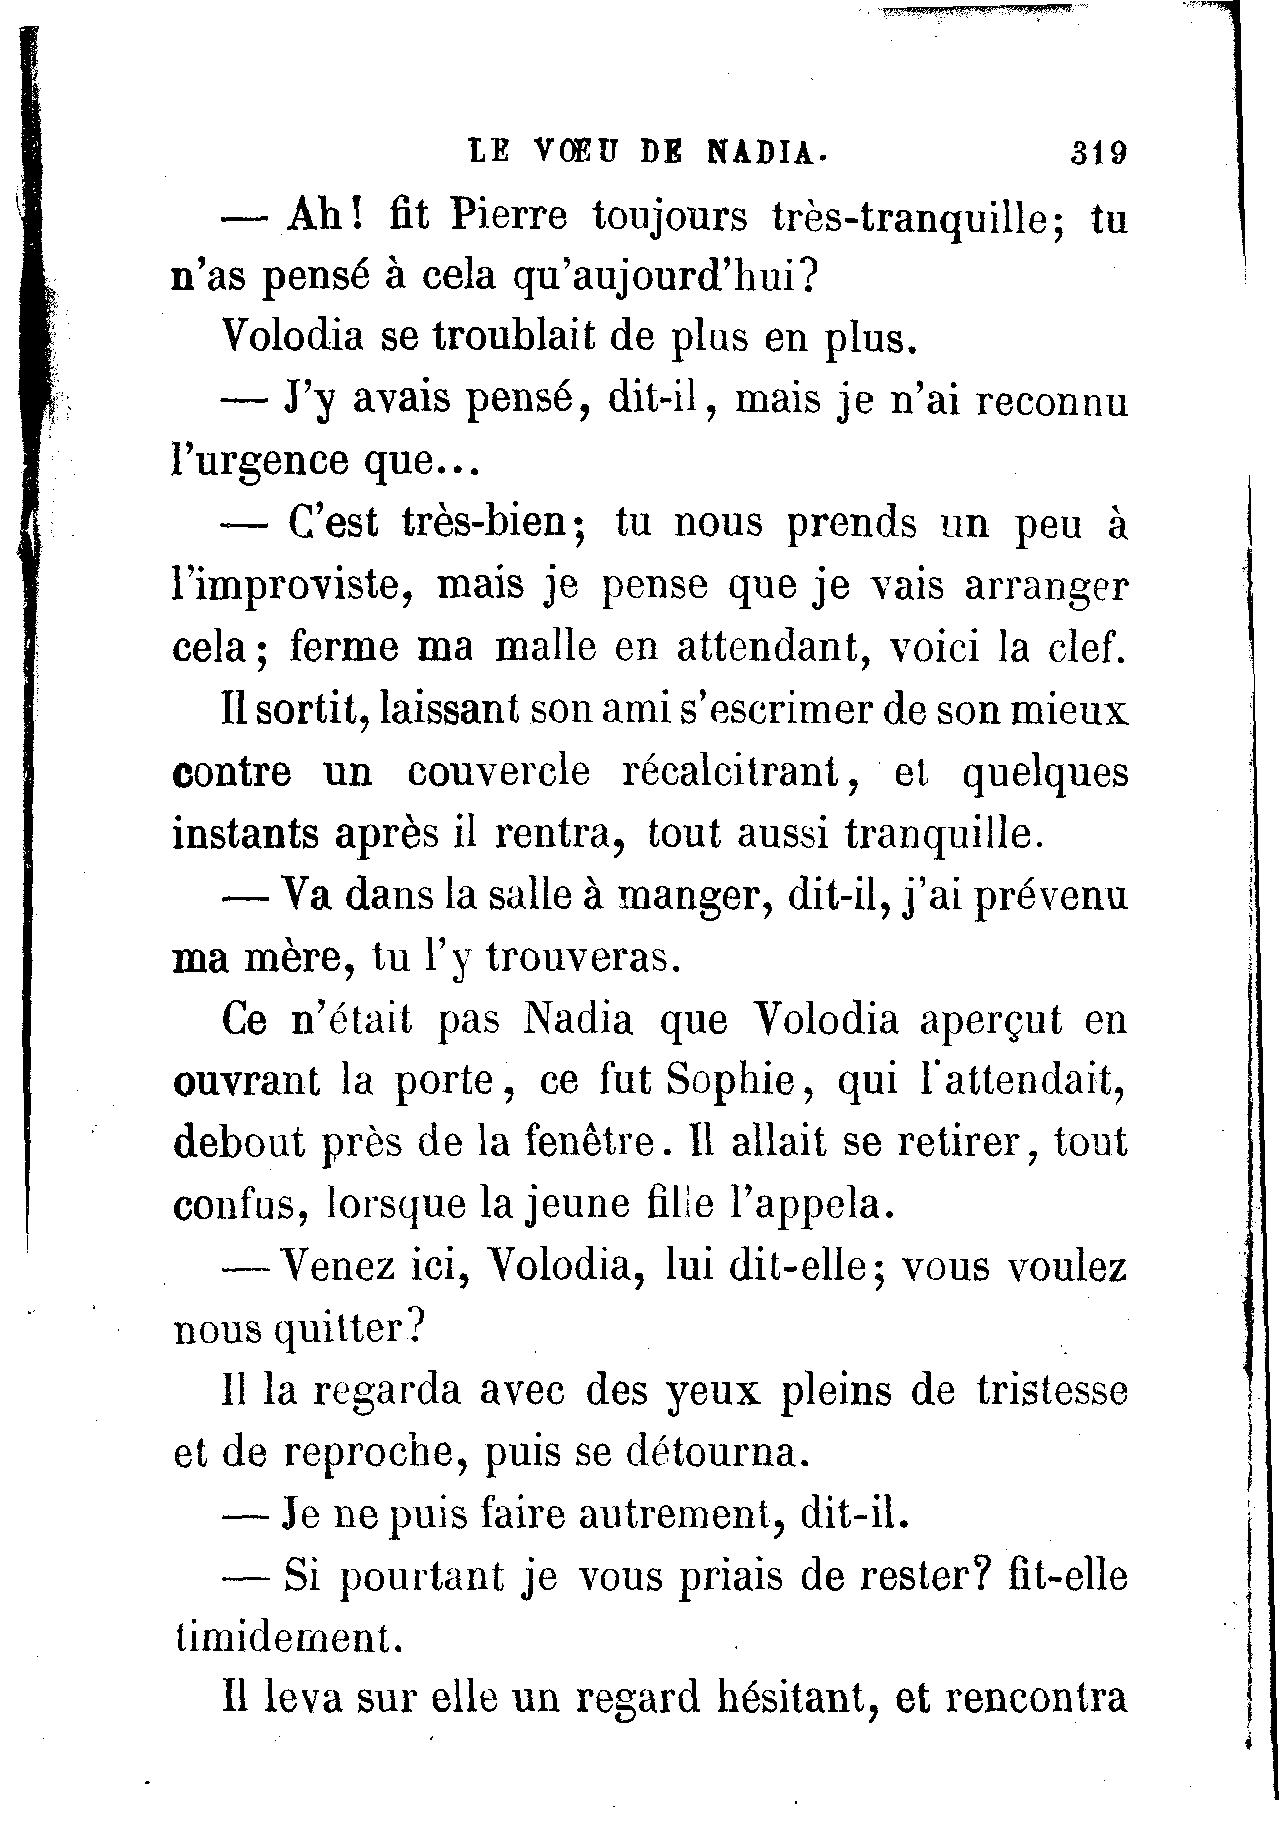 LE VŒU DE NADIA. 319
— Ah! fit Pierre toujours très-tranquille; tu
n'as pensé à cela qu'aujourd'hui?
Volodia se troublait de plus en plus.
— J'y avais pensé, dit-il, mais je n'ai reconnu
l'urgence que...
— C'est très-bien; tu nous prends un peu à
l'improviste, mais je pense que je vais arranger
cela; ferme ma malle en attendant, voici la clef.
Il sortit, laissant son ami s'escrimer de son mieux
contre un couvercle récalcitrant, et quelques
instants après il rentra, tout aussi tranquille.
— Va dans la salle à manger, dit-il, j'ai prévenu
ma mère, tu l'y trouveras.
Ce n'était pas Nadia que Volodia aperçut en
ouvrant la porte, ce fut Sophie, qui l'attendait,
debout près de la fenêtre. Il allait se retirer, tout
confus, lorsque la jeune fille l'appela.
— Venez ici, Volodia, lui dit-elle; vous voulez
nous quitter?
Il la regarda avec des yeux pleins de tristesse
et de reproche, puis se détourna.
— Je ne puis faire autrement, dit-il.
— Si pourtant je vous priais de rester? fit-elle
timidement.
Il leva sur elle un regard hésitant, et rencontra